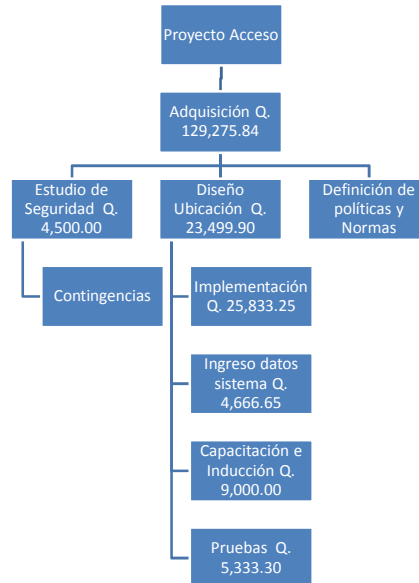 Proyecto Acceso
Adquisición Q.
129,275.84
Estudio de
Seguridad Q.
4,500.00
Diseño
Ubicación Q.
23,499.90
Definición de
políticas y
Normas
Contingencias
Implementación
Q. 25,833.25
Ingreso datos
sistema Q.
4,666.65
Capacitación e
Inducción Q.
9,000.00
Pruebas Q.
5,333.30